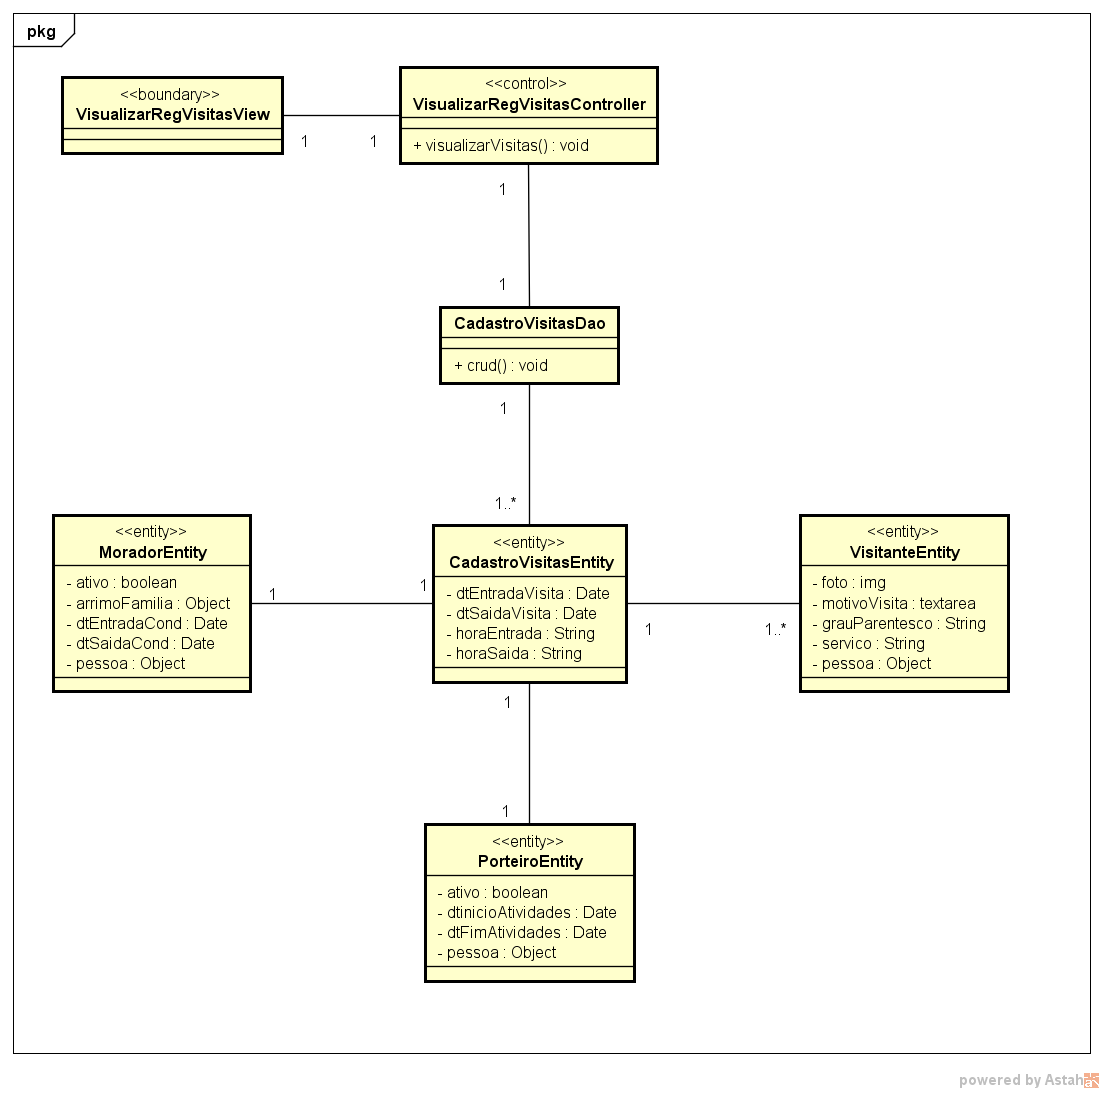 pkg
<<boundary>>
VisualizarRegVisitasView
<<control>>
VisualizarRegVisitasController
+ visualizarVisitas() : void
1
1
1
1
CadastroVisitasDao
+ crud() : void
1
1..*
<<entity>>
MoradorEntity
- ativo : boolean
- arrimoFamilia : Object
- dtEntradaCond : Date
- dtSaidaCond : Date
- pessoa : Object
1
1
<<entity>>
CadastroVisitasEntity
- dtEntradaVisita : Date
- dtSaidaVisita : Date
- horaEntrada : String
- horaSaida : String
1
1..*
<<entity>>
VisitanteEntity
- foto : img
- motivoVisita : textarea
- grauParentesco : String
- servico : String
- pessoa : Object
1
1
<<entity>>
PorteiroEntity
- ativo : boolean
- dtinicioAtividades : Date
- dtFimAtividades : Date
- pessoa : Object
powered by Astah